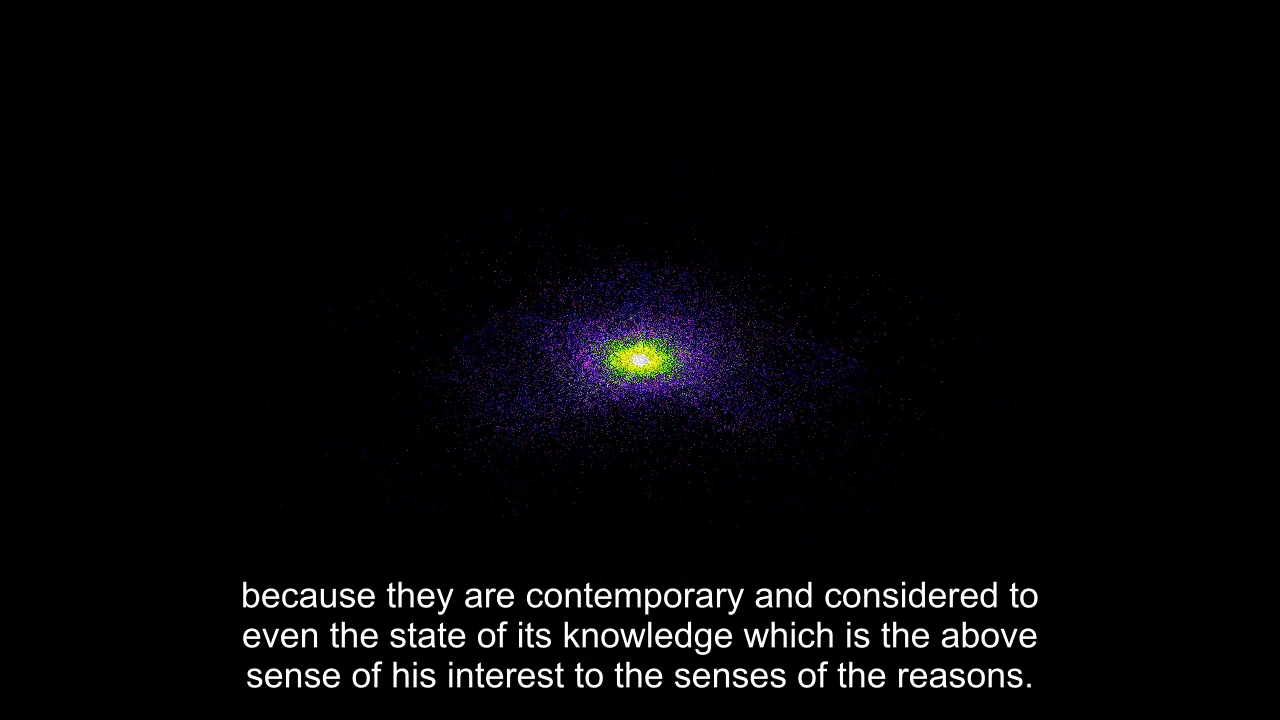 because they are contemporary and considered to
even the state of its knowledge which is the above
sense of his interest to the senses of the reasons.